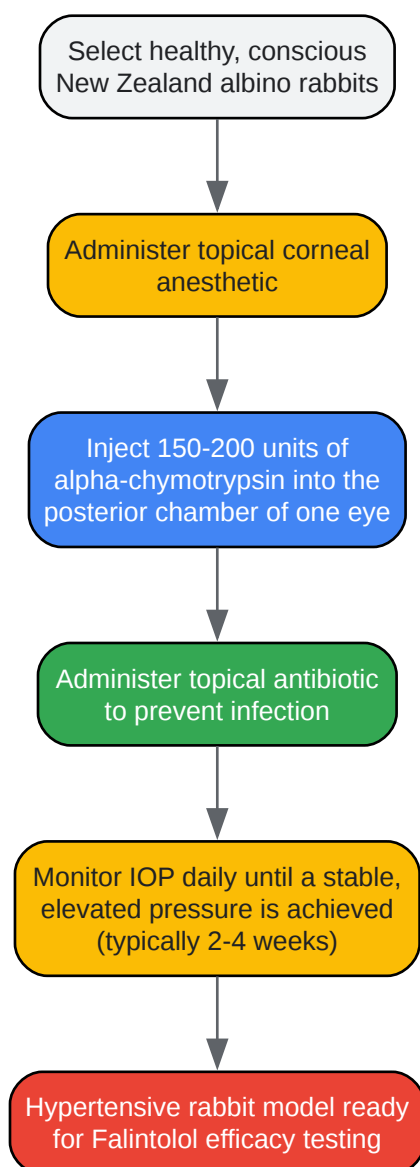 Select healthy, conscious
New Zealand albino rabbits
Administer topical corneal
anesthetic
Inject 150-200 units of
alpha-chymotrypsin into the
posterior chamber of one eye
Administer topical antibiotic
to prevent infection
Monitor IOP daily until a stable,
elevated pressure is achieved
(typically 2-4 weeks)
Hypertensive rabbit model ready
for Falintolol efficacy testing